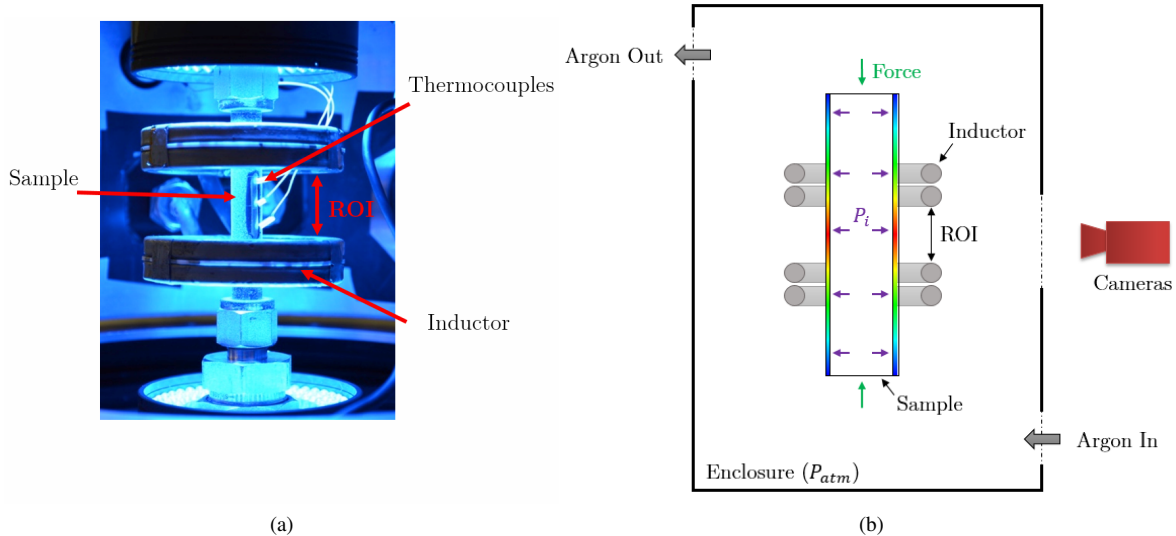 Thermocouples
Sample
ROI
Inductor
(a)
Argon Out
Force
Inductor
P_i
ROI
Cameras
Sample
Argon In
Enclosure (P_atm)
(b)